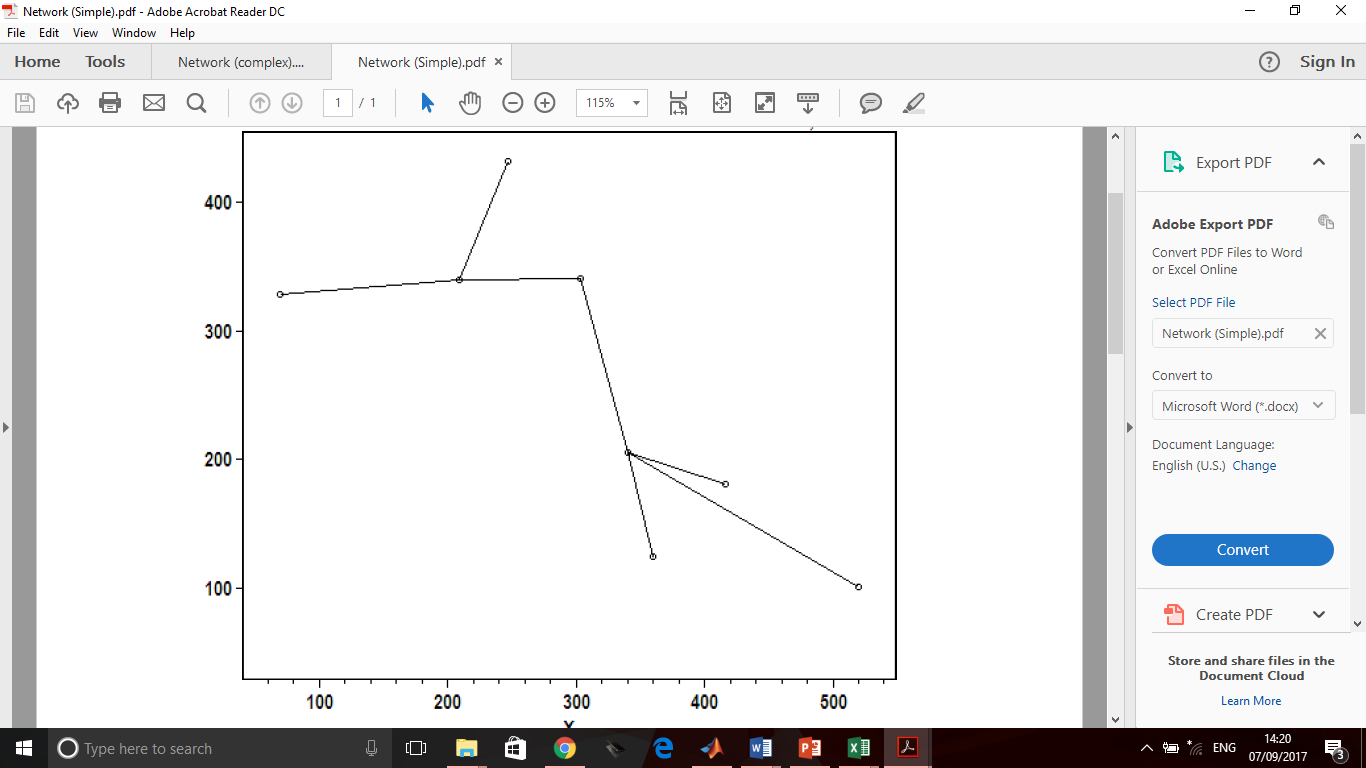 Network (Simple).pdf - Adobe Acrobat Reader DC
File Edit View Window Help
Home Tools Network (complex).... Network (Simple).pdf × ? Sign In
1 / 1 115%
400
300
200
100
100 200 300 400 500
Export PDF
Adobe Export PDF
Convert PDF Files to Word
or Excel Online
Select PDF File
Network (Simple).pdf
Convert to
Microsoft Word (*.docx)
Document Language:
English (U.S.) Change
Convert
Create PDF
Store and share files in the
Document Cloud
Learn More
Type here to search
ENG
14:20
07/09/2017
3